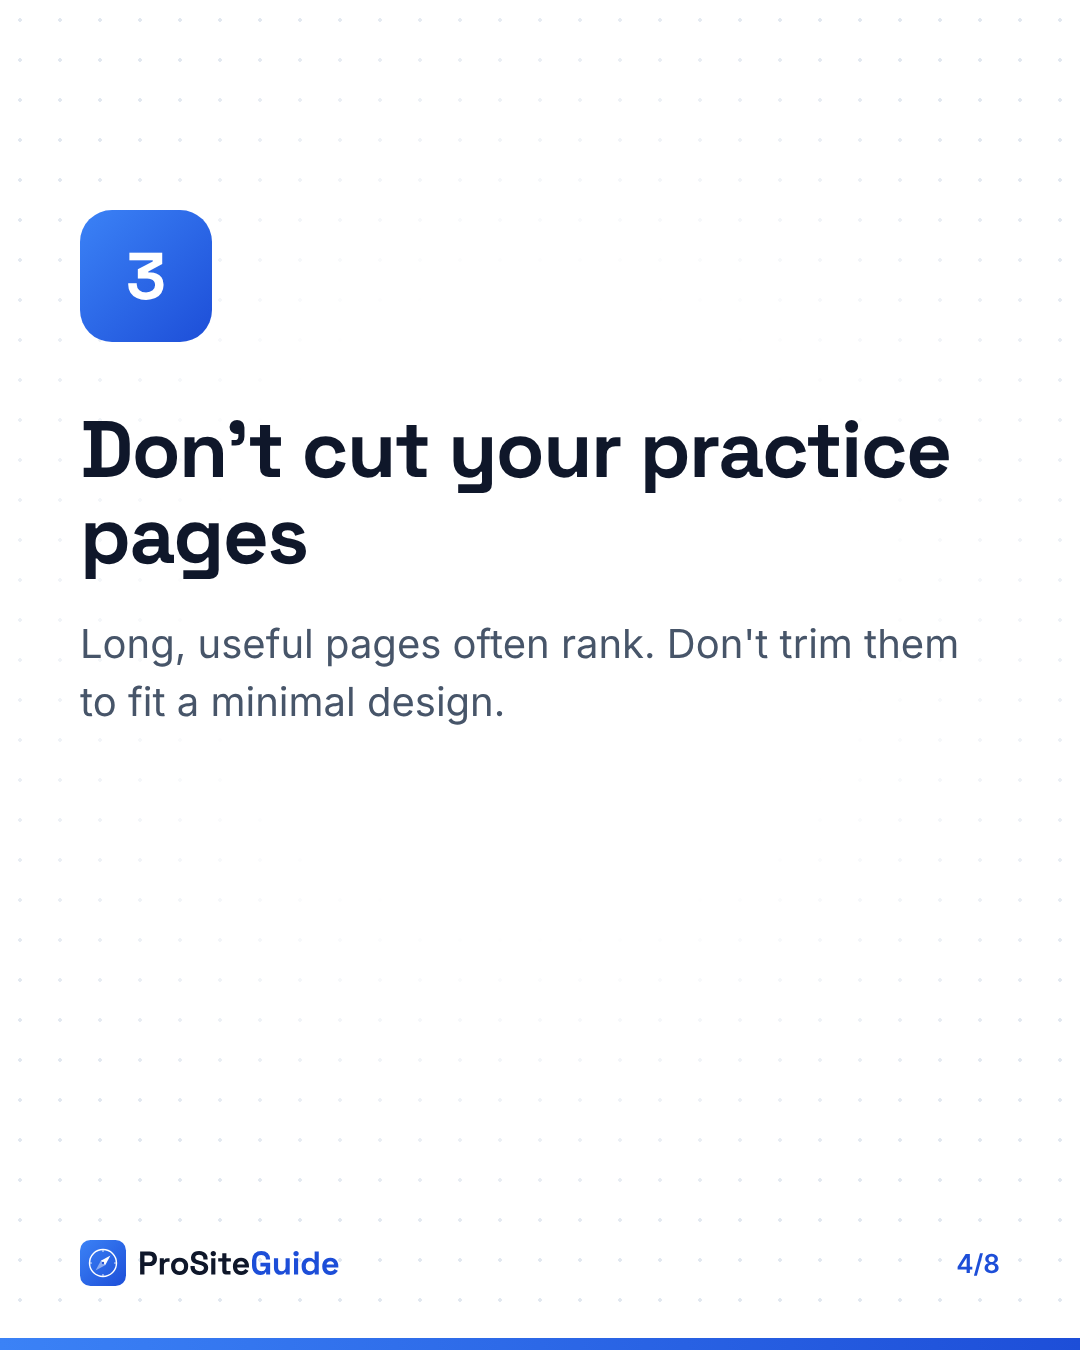 3
Don’t cut your practice
pages
Long, useful pages often rank. Don't trim them
to fit a minimal design.
ProSiteGuide
4/8